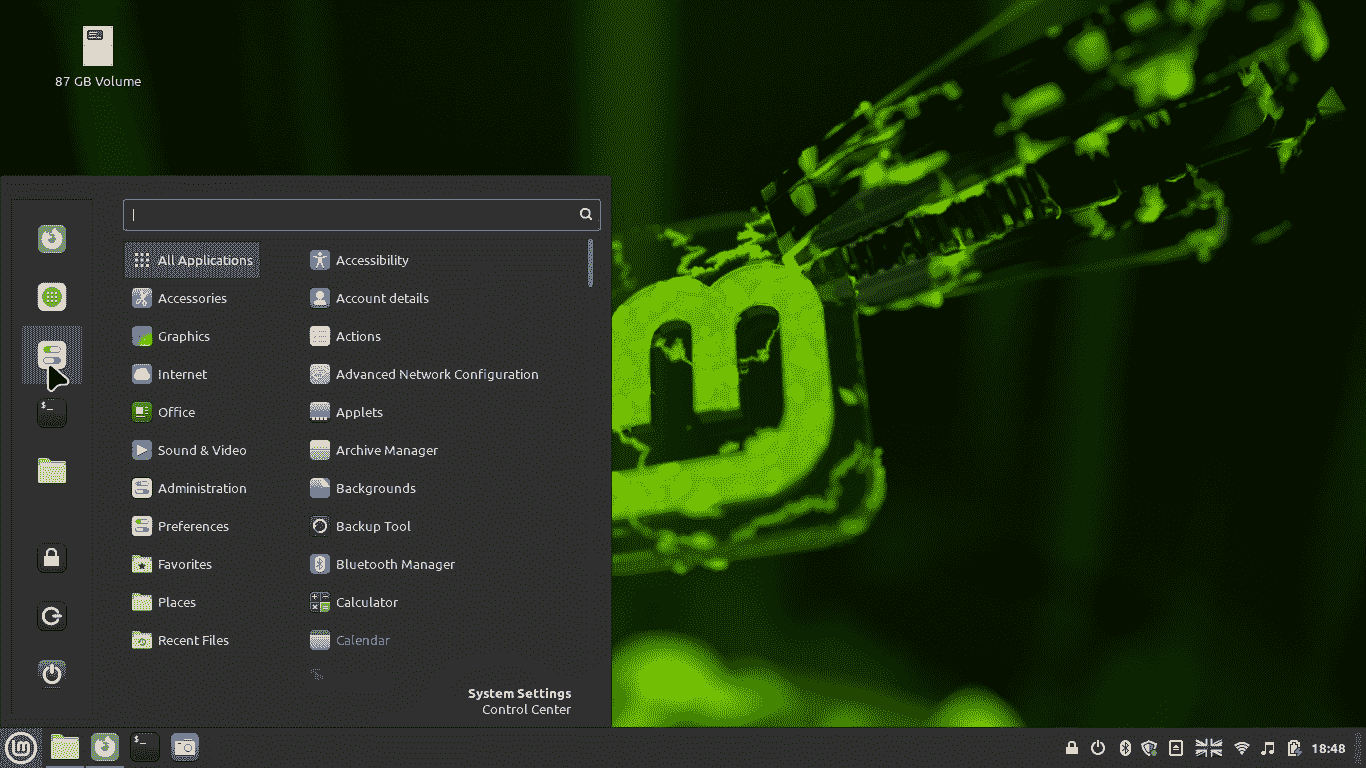 87 GB Volume
All Applications
Accessories
Graphics
Internet
Office
Sound & Video
Administration
Preferences
Favorites
Places
Recent Files
Accessibility
Account details
Actions
Advanced Network Configuration
Applets
Archive Manager
Backgrounds
Backup Tool
Bluetooth Manager
Calculator
Calendar
System Settings
Control Center
$_
$_
18:48